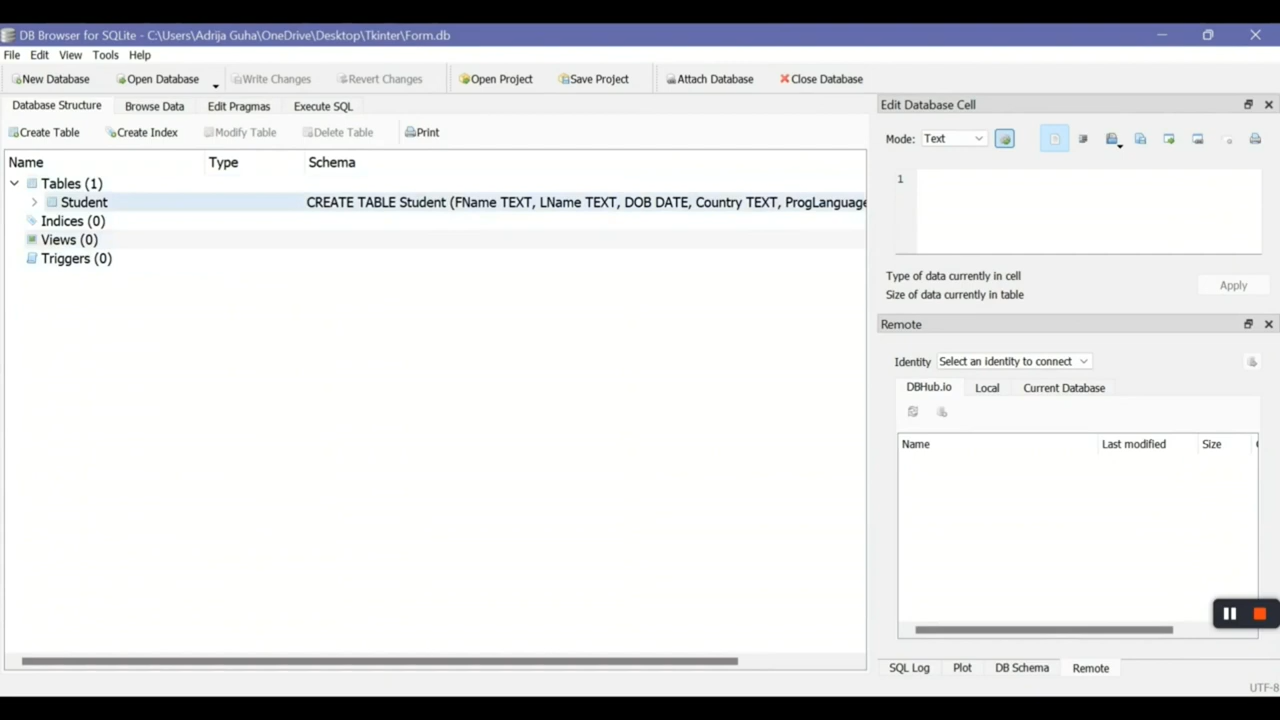 DB Browser for SQLite - C:\Users\Adrija Guha\OneDrive\Desktop\Tkinter\Form.db
File Edit View Tools Help
New Database Open Database Write Changes Revert Changes Open Project Save Project Attach Database Close Database
Database Structure Browse Data Edit Pragmas Execute SQL
Create Table Create Index Modify Table Delete Table Print
Name Type Schema
Tables (1)
Student CREATE TABLE Student (FName TEXT, LName TEXT, DOB DATE, Country TEXT, ProgLanguage
Indices (0)
Views (0)
Triggers (0)
Edit Database Cell
Mode: Text
1
Type of data currently in cell
Size of data currently in table
Apply
Remote
Identity Select an identity to connect
DBHub.io Local Current Database
Name Last modified Size
SQL Log Plot DB Schema Remote
UTF-8